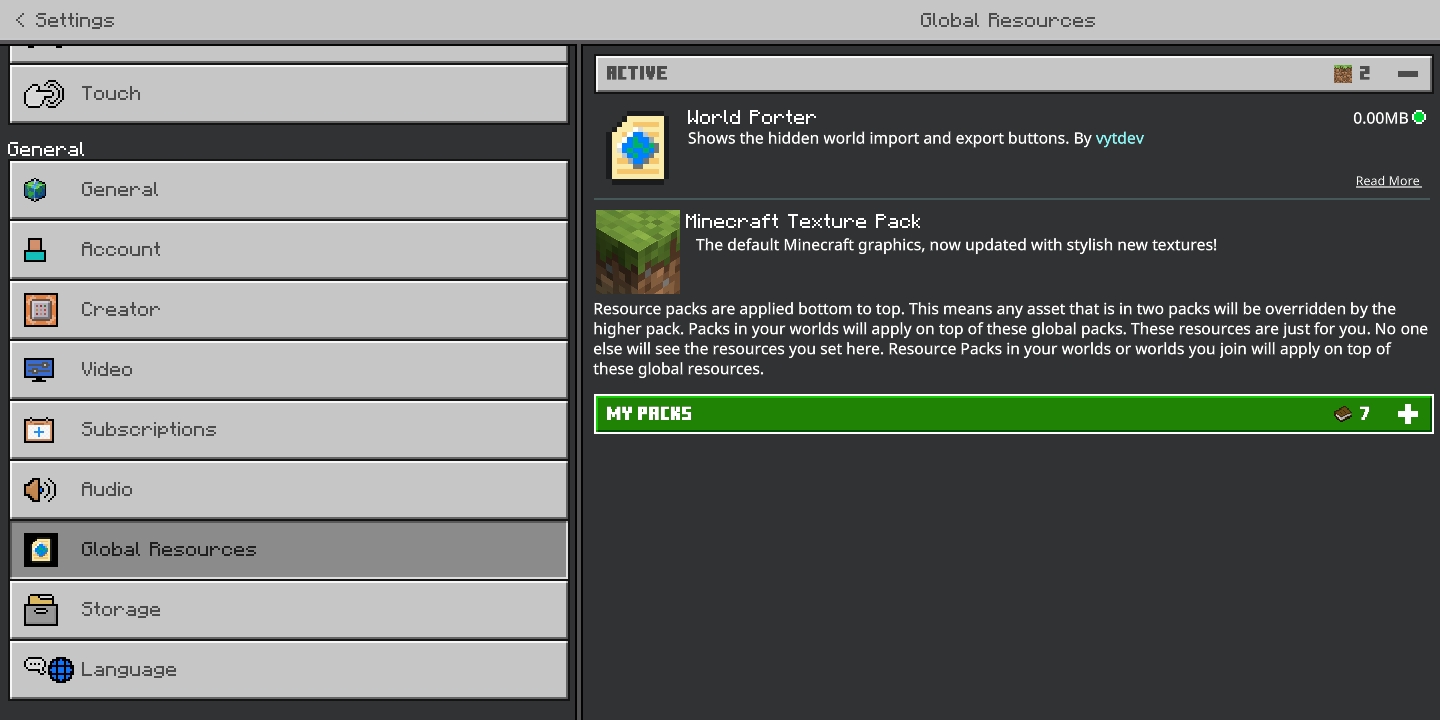 Settings
Global Resources
Touch
General
General
Account
Creator
Video
Subscriptions
Audio
Global Resources
Storage
Language
ACTIVE
2
World Porter
0.00MB
Shows the hidden world import and export buttons. By vytdev
Read More
Minecraft Texture Pack
The default Minecraft graphics, now updated with stylish new textures!
Resource packs are applied bottom to top. This means any asset that is in two packs will be overridden by the
higher pack. Packs in your worlds will apply on top of these global packs. These resources are just for you. No one
else will see the resources you set here. Resource Packs in your worlds or worlds you join will apply on top of
these global resources.
MY PACKS
7